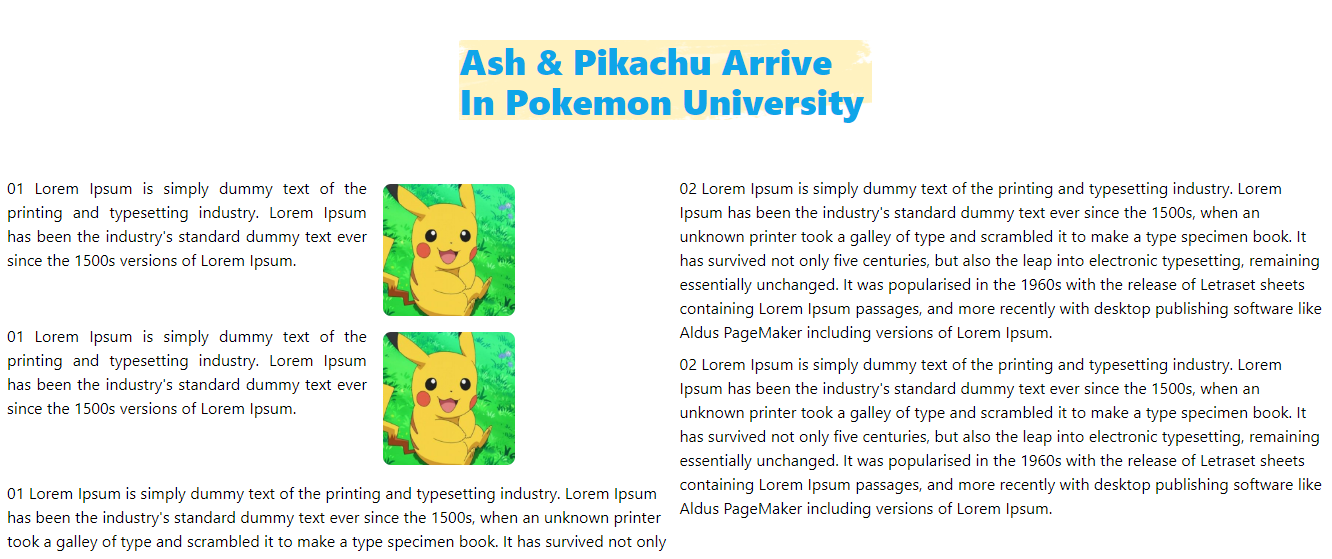 Ash & Pikachu Arrive
In Pokemon University
01 Lorem Ipsum is simply dummy text of the
printing and typesetting industry. Lorem Ipsum
has been the industry's standard dummy text ever
since the 1500s versions of Lorem Ipsum.
01 Lorem Ipsum is simply dummy text of the
printing and typesetting industry. Lorem Ipsum
has been the industry's standard dummy text ever
since the 1500s versions of Lorem Ipsum.
01 Lorem Ipsum is simply dummy text of the printing and typesetting industry. Lorem Ipsum
has been the industry's standard dummy text ever since the 1500s, when an unknown printer
took a galley of type and scrambled it to make a type specimen book. It has survived not only
02 Lorem Ipsum is simply dummy text of the printing and typesetting industry. Lorem
Ipsum has been the industry's standard dummy text ever since the 1500s, when an
unknown printer took a galley of type and scrambled it to make a type specimen book. It
has survived not only five centuries, but also the leap into electronic typesetting, remaining
essentially unchanged. It was popularised in the 1960s with the release of Letraset sheets
containing Lorem Ipsum passages, and more recently with desktop publishing software like
Aldus PageMaker including versions of Lorem Ipsum.
02 Lorem Ipsum is simply dummy text of the printing and typesetting industry. Lorem
Ipsum has been the industry's standard dummy text ever since the 1500s, when an
unknown printer took a galley of type and scrambled it to make a type specimen book. It
has survived not only five centuries, but also the leap into electronic typesetting, remaining
essentially unchanged. It was popularised in the 1960s with the release of Letraset sheets
containing Lorem Ipsum passages, and more recently with desktop publishing software like
Aldus PageMaker including versions of Lorem Ipsum.